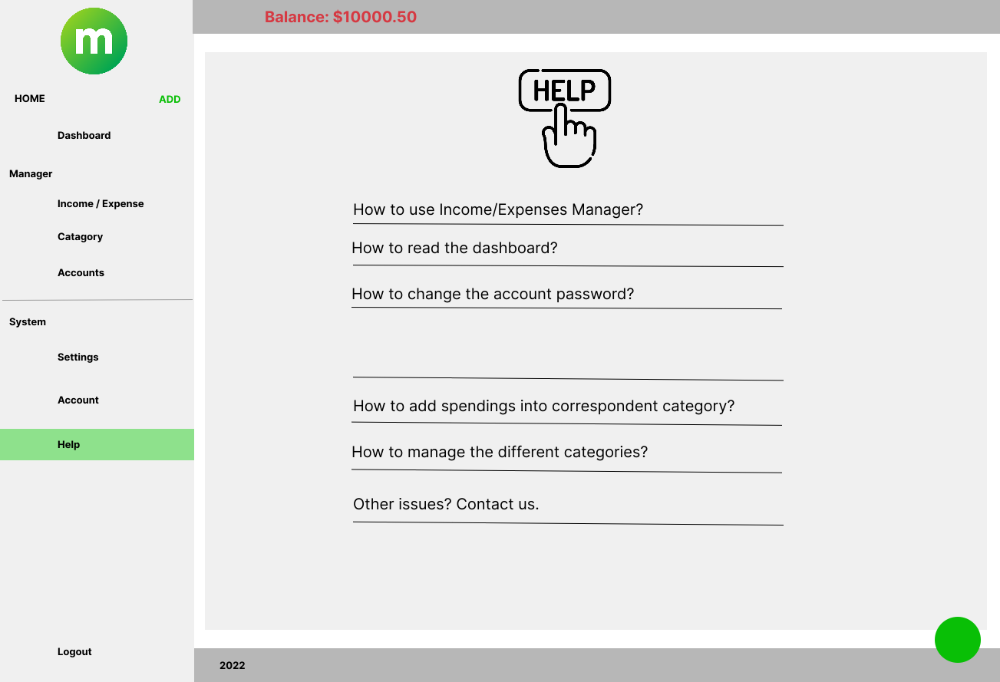 m
Balance: $10000.50
HOME
ADD
Dashboard
Manager
Income / Expense
Catagory
Accounts
System
Settings
Account
Help
Logout
HELP
How to use Income/Expenses Manager?
How to read the dashboard?
How to change the account password?
How to add spendings into correspondent category?
How to manage the different categories?
Other issues? Contact us.
2022